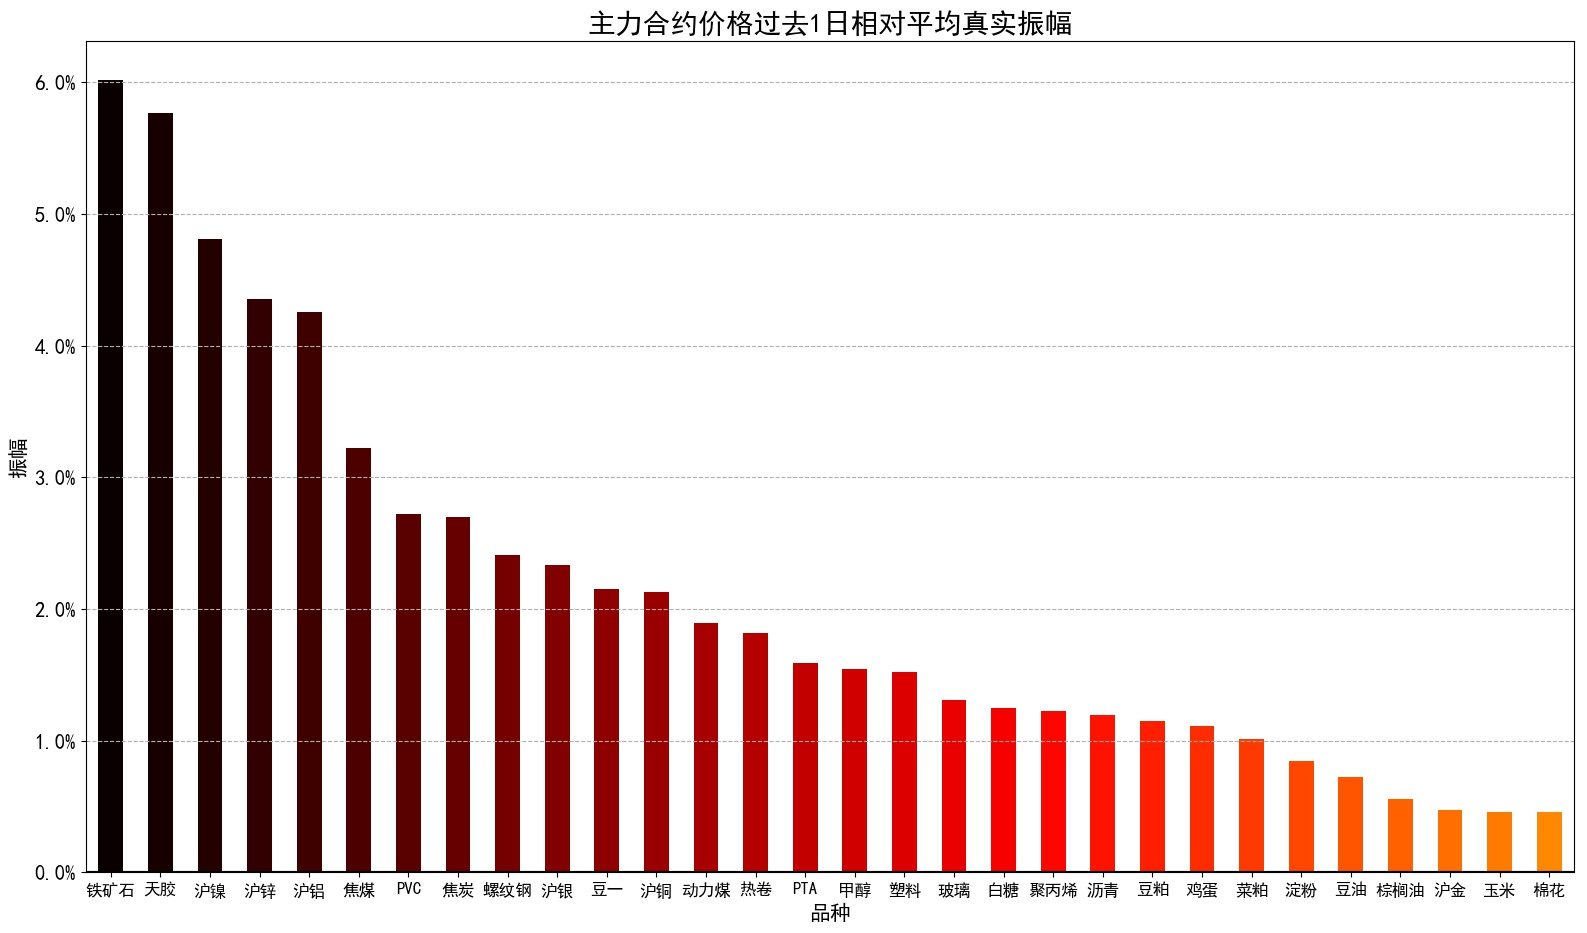 主力合约价格过去1日相对平均真实振幅
6.0%
5.0%
4.0%
3.0%
2.0%
1.0%
0.0%
振幅
铁矿石 天胶 沪镍 沪锌 沪铝 焦煤 PVC 焦炭 螺纹钢 沪银 豆一 沪铜 动力煤 热卷 PTA 甲醇 塑料 玻璃 白糖 聚丙烯 沥青 豆粕 鸡蛋 菜粕 淀粉 豆油 棕榈油 沪金 玉米 棉花
品种